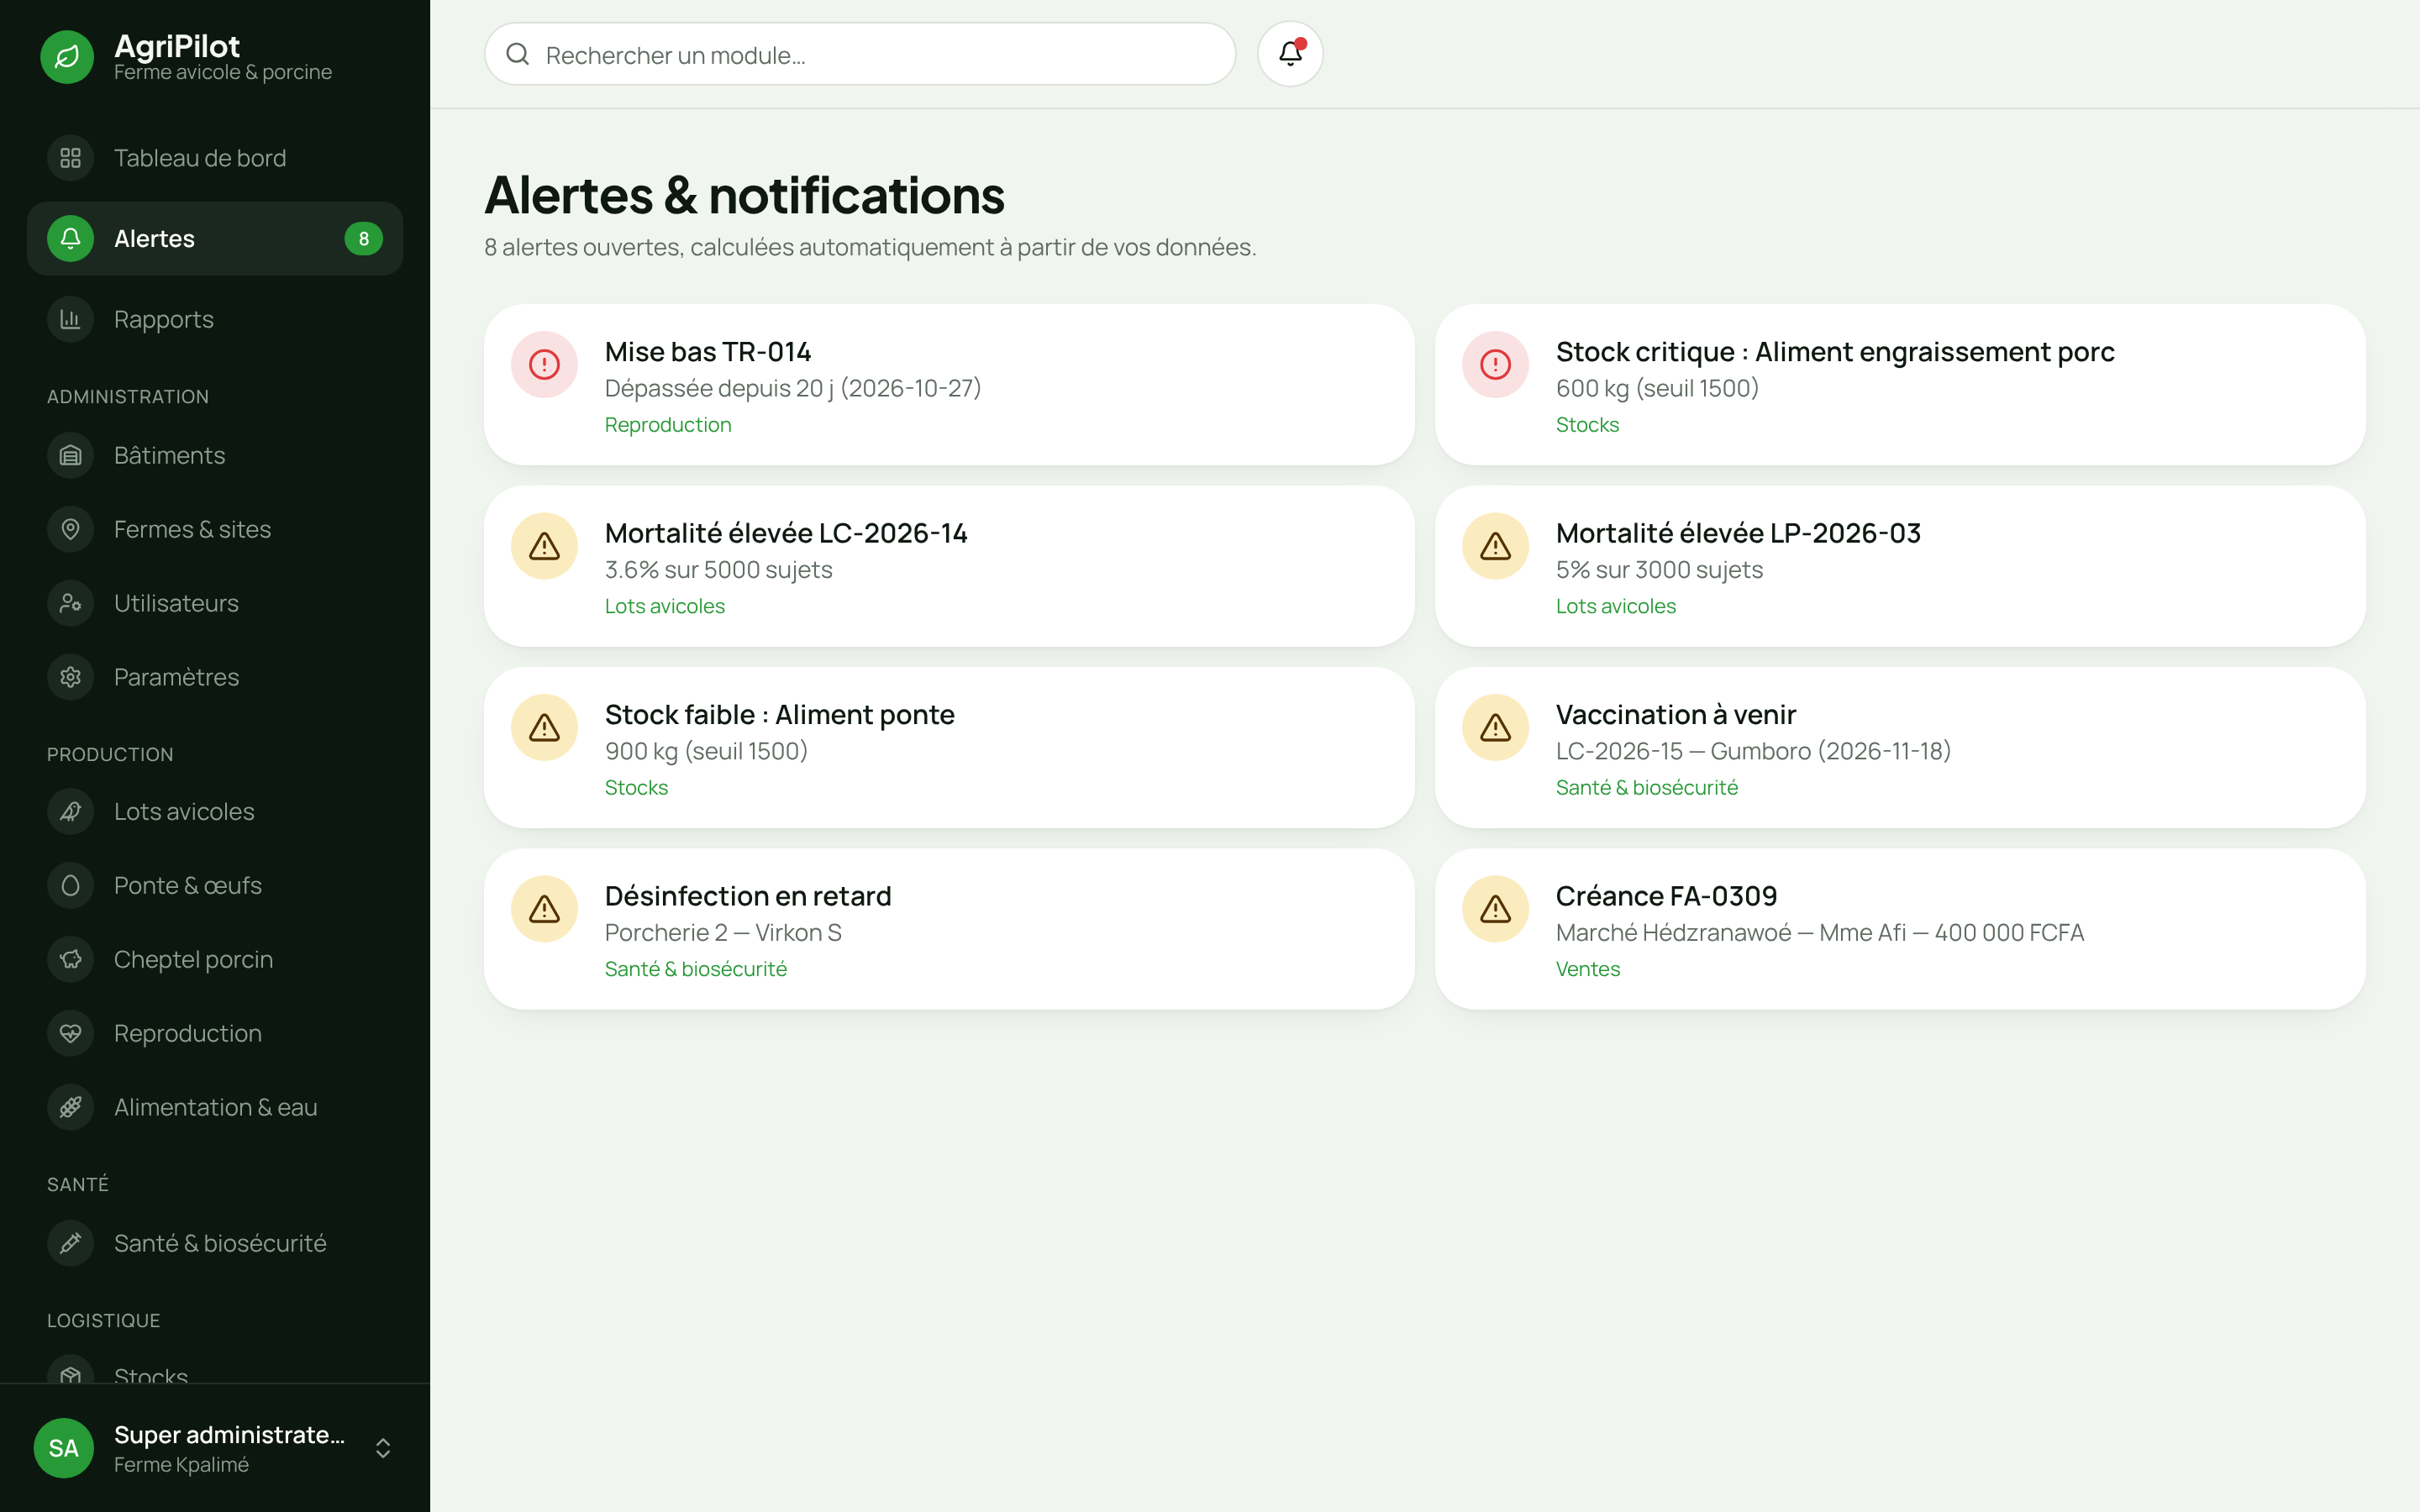 AgriPilot
Ferme avicole & porcine
Tableau de bord
Alertes
8
Rapports
ADMINISTRATION
Bâtiments
Fermes & sites
Utilisateurs
Paramètres
PRODUCTION
Lots avicoles
Ponte & œufs
Cheptel porcin
Reproduction
Alimentation & eau
SANTÉ
Santé & biosécurité
LOGISTIQUE
Stocks
SA
Super administrate...
Ferme Kpalimé
Rechercher un module...
Alertes & notifications
8 alertes ouvertes, calculées automatiquement à partir de vos données.
Mise bas TR-014
Dépassée depuis 20 j (2026-10-27)
Reproduction
Stock critique : Aliment engraissement porc
600 kg (seuil 1500)
Stocks
Mortalité élevée LC-2026-14
3.6% sur 5000 sujets
Lots avicoles
Mortalité élevée LP-2026-03
5% sur 3000 sujets
Lots avicoles
Stock faible : Aliment ponte
900 kg (seuil 1500)
Stocks
Vaccination à venir
LC-2026-15 — Gumboro (2026-11-18)
Santé & biosécurité
Désinfection en retard
Porcherie 2 — Virkon S
Santé & biosécurité
Créance FA-0309
Marché Hédzranawoé — Mme Afi — 400 000 FCFA
Ventes